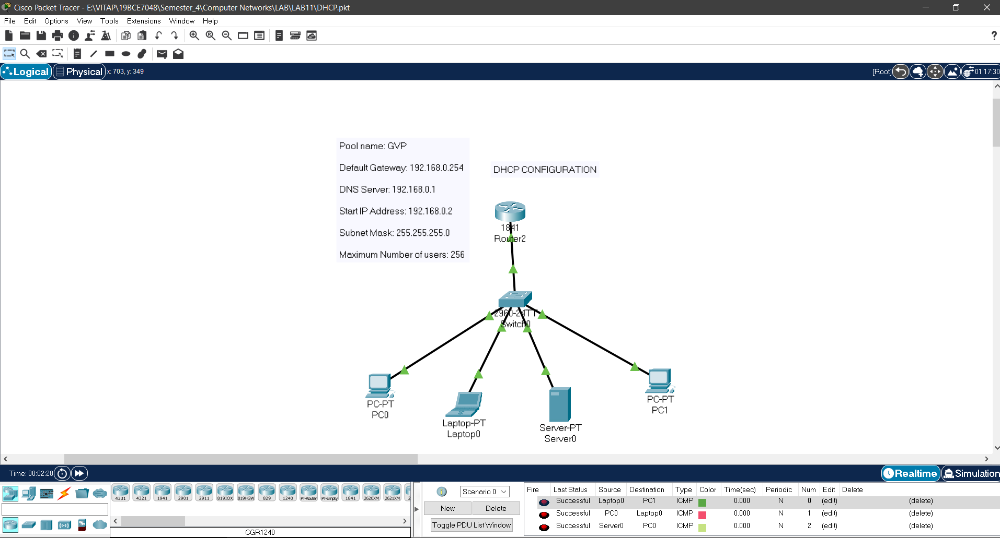 Cisco Packet Tracer - E:\VITAP\19BCE7048\Semester_4\Computer Networks\LAB\LAB11\DHCP.pkt
File Edit Options View Tools Extensions Window Help
?
Logical Physical x: 703, y: 349 [Root] 01:17:30
Pool name: GVP
Default Gateway: 192.168.0.254
DNS Server: 192.168.0.1
Start IP Address: 192.168.0.2
Subnet Mask: 255.255.255.0
Maximum Number of users: 256
DHCP CONFIGURATION
1841
Router2
2960-24TT
Switch0
PC-PT
PC0
Laptop-PT
Laptop0
Server-PT
Server0
PC-PT
PC1
Time: 00:02:28 Realtime Simulation
4331 4321 1941 2901 2911 819IOX 819HGW 829 1240 PT-Router PT-Empty 1841 2620XM 2621XM 2
CGR1240
Scenario 0
New Delete
Toggle PDU List Window
Fire Last Status Source Destination Type Color Time(sec) Periodic Num Edit Delete
Successful Laptop0 PC1 ICMP 0.000 N 0 (edit) (delete)
Successful PC0 Laptop0 ICMP 0.000 N 1 (edit) (delete)
Successful Server0 PC0 ICMP 0.000 N 2 (edit) (delete)